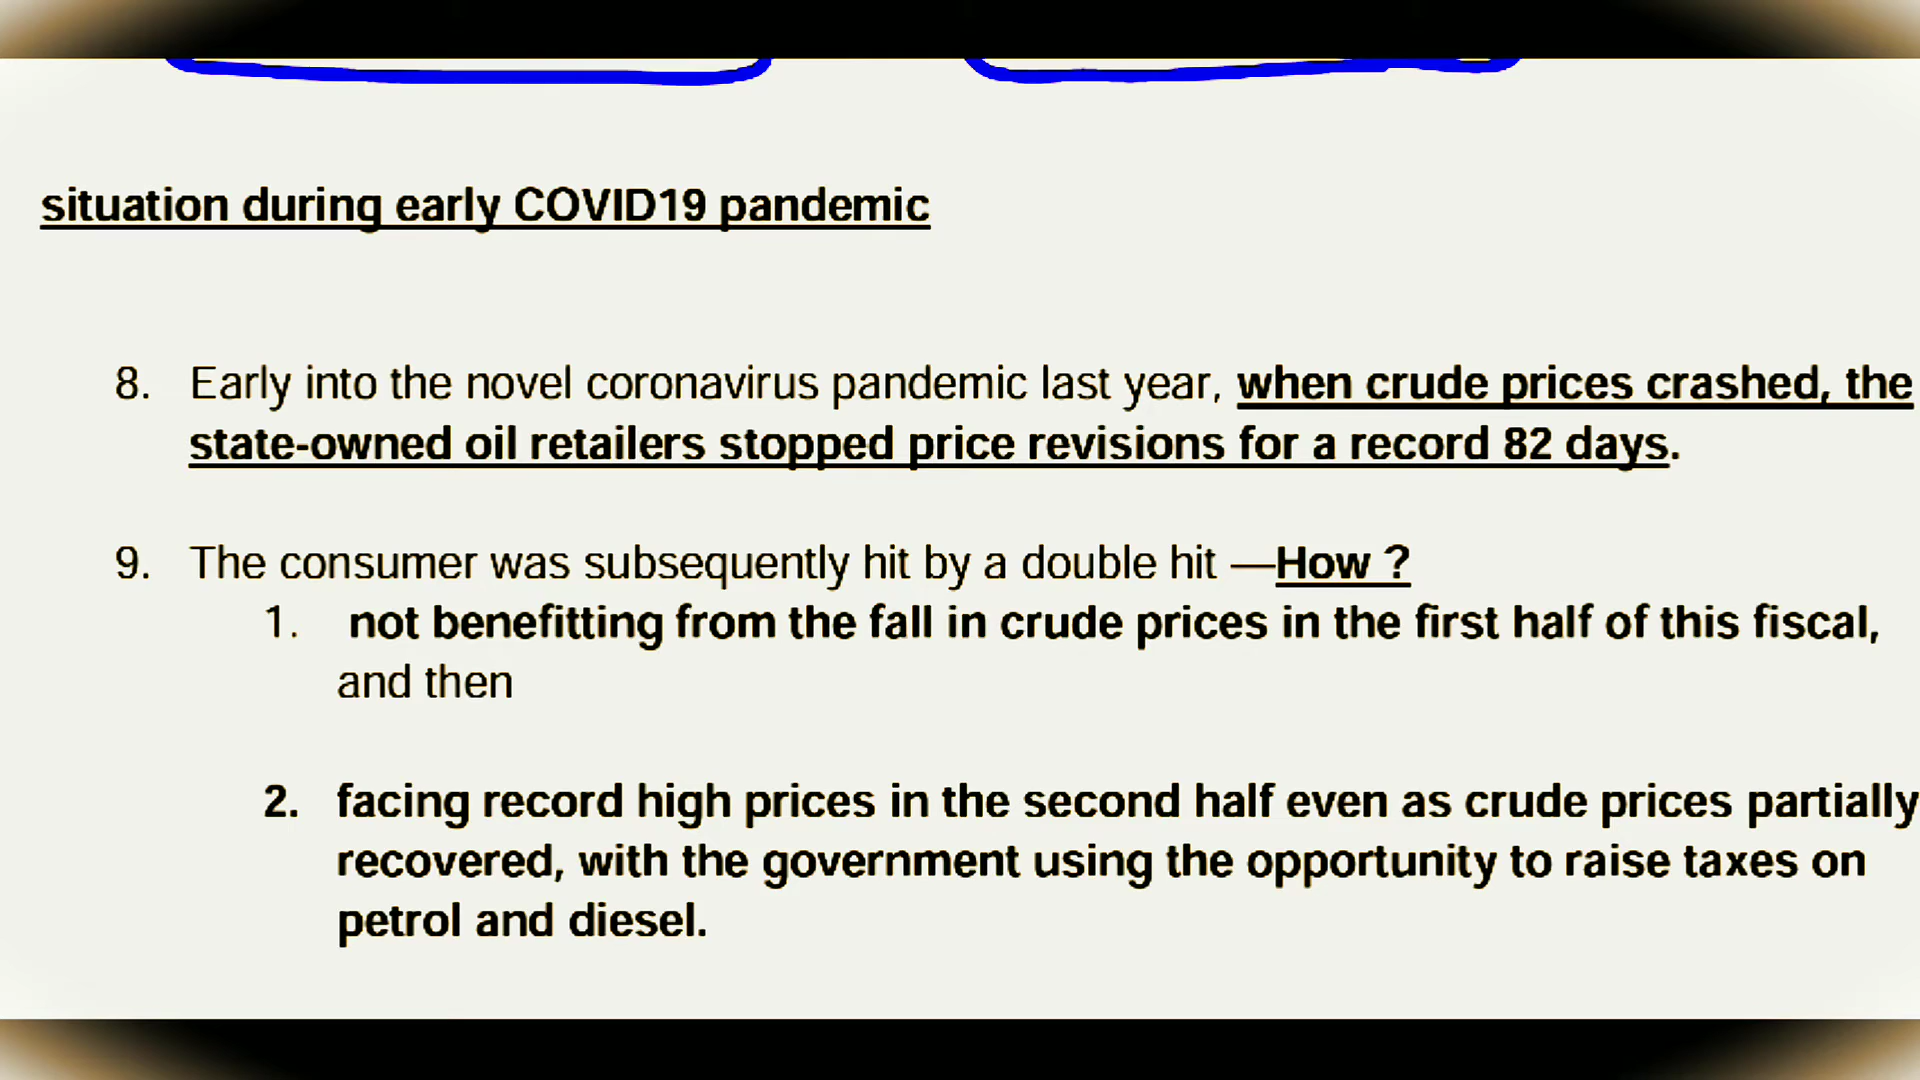 situation during early COVID19 pandemic
8. Early into the novel coronavirus pandemic last year, when crude prices crashed, the
state-owned oil retailers stopped price revisions for a record 82 days.
9. The consumer was subsequently hit by a double hit —How ?
1. not benefitting from the fall in crude prices in the first half of this fiscal,
and then
2. facing record high prices in the second half even as crude prices partially
recovered, with the government using the opportunity to raise taxes on
petrol and diesel.